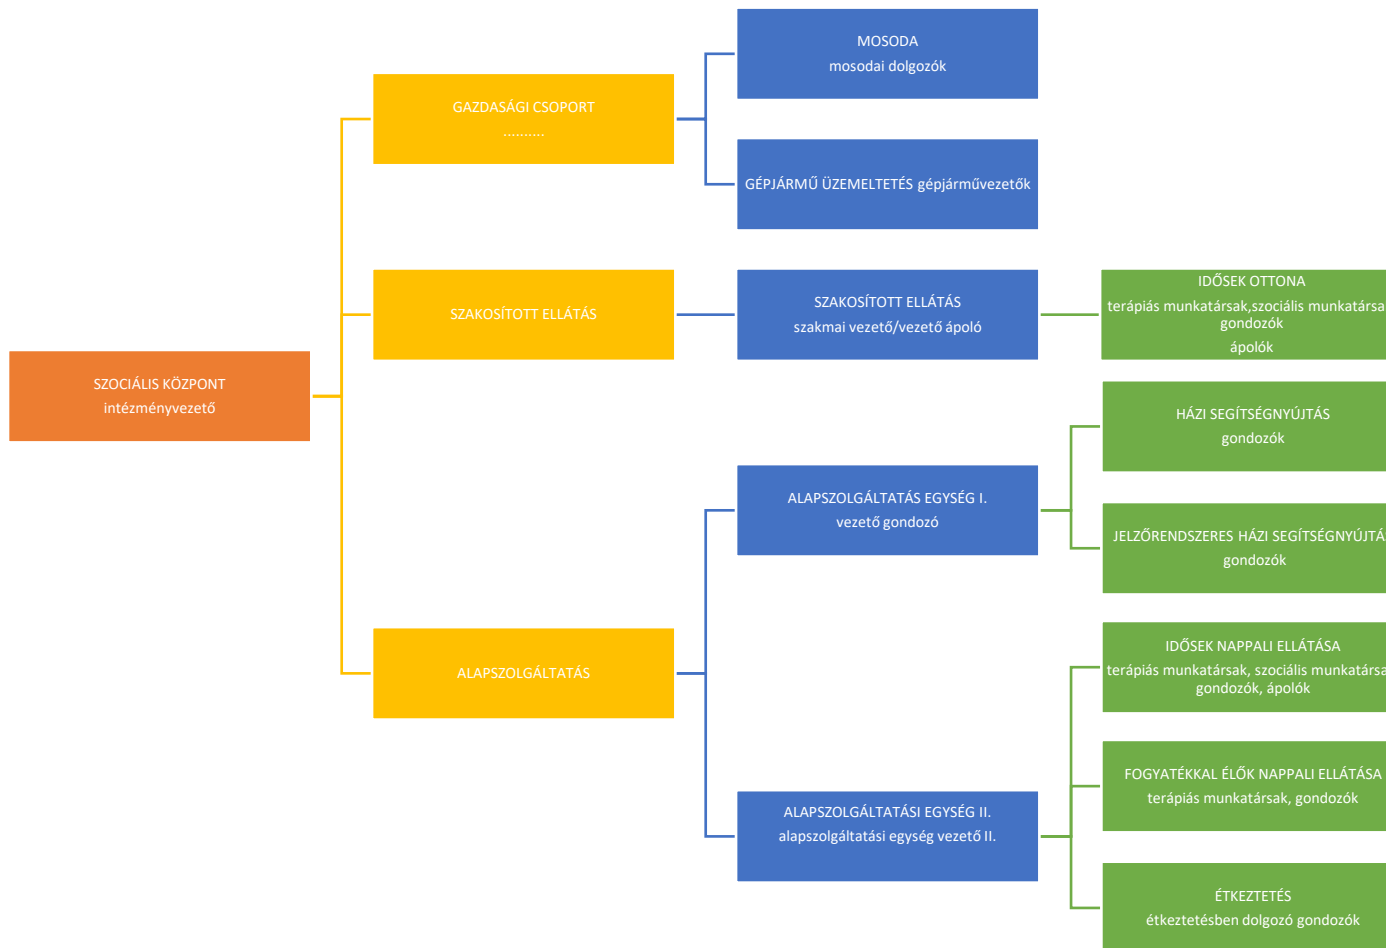 MOSODA
mosodai dolgozók
GAZDASÁGI CSOPORT
..........
GÉPJÁRMŰ ÜZEMELTETÉS gépjárművezetők
SZAKOSÍTOTT ELLÁTÁS
SZAKOSÍTOTT ELLÁTÁS
szakmai vezető/vezető ápoló
IDŐSEK OTTONA
terápiás munkatársak,szociális munkatársa
gondozók
ápolók
SZOCIÁLIS KÖZPONT
intézményvezető
HÁZI SEGÍTSÉGNYÚJTÁS
gondozók
ALAPSZOLGÁLTATÁS EGYSÉG I.
vezető gondozó
JELZŐRENDSZERES HÁZI SEGÍTSÉGNYÚJTÁ
gondozók
ALAPSZOLGÁLTATÁS
IDŐSEK NAPPALI ELLÁTÁSA
terápiás munkatársak, szociális munkatársa
gondozók, ápolók
FOGYATÉKKAL ÉLŐK NAPPALI ELLÁTÁSA
terápiás munkatársak, gondozók
ALAPSZOLGÁLTATÁSI EGYSÉG II.
alapszolgáltatási egység vezető II.
ÉTKEZTETÉS
étkeztetésben dolgozó gondozók